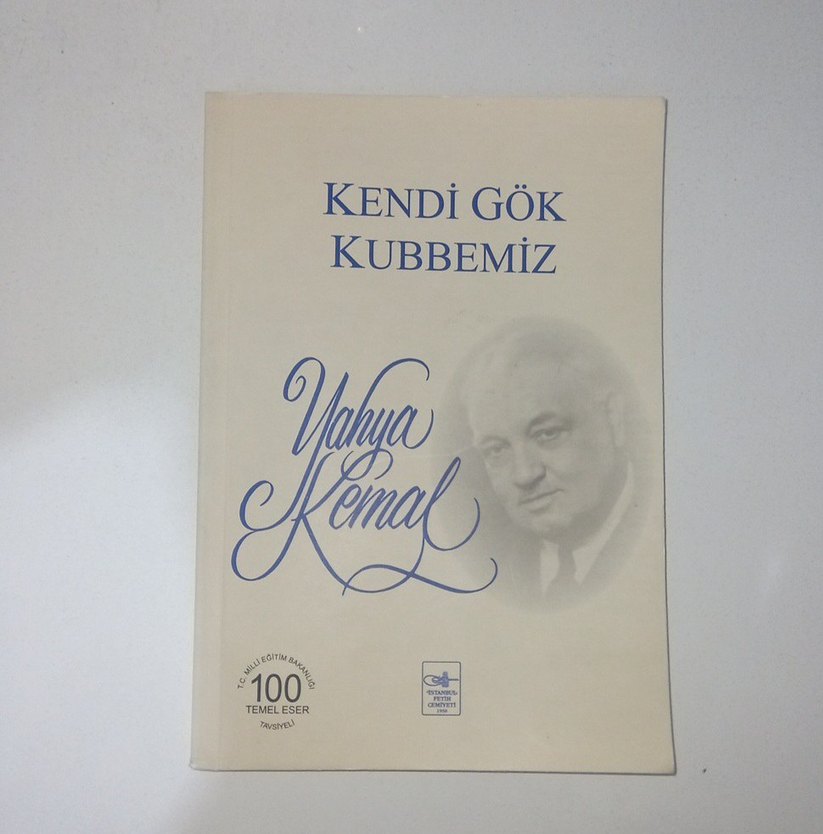 KENDİ GÖK
KUBBEMİZ
Yahya
Kemal
T.C. MİLLİ EĞİTİM BAKANLIĞI
100
TEMEL ESER
TAVSİYELİ
İSTANBUL
FETİH
CEMİYETİ
1950